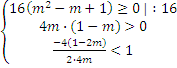 16(m² − m + 1) ≥ 0 | : 16
4m ∙ (1 − m) > 0
−4(1−2m)/2∙4m < 1